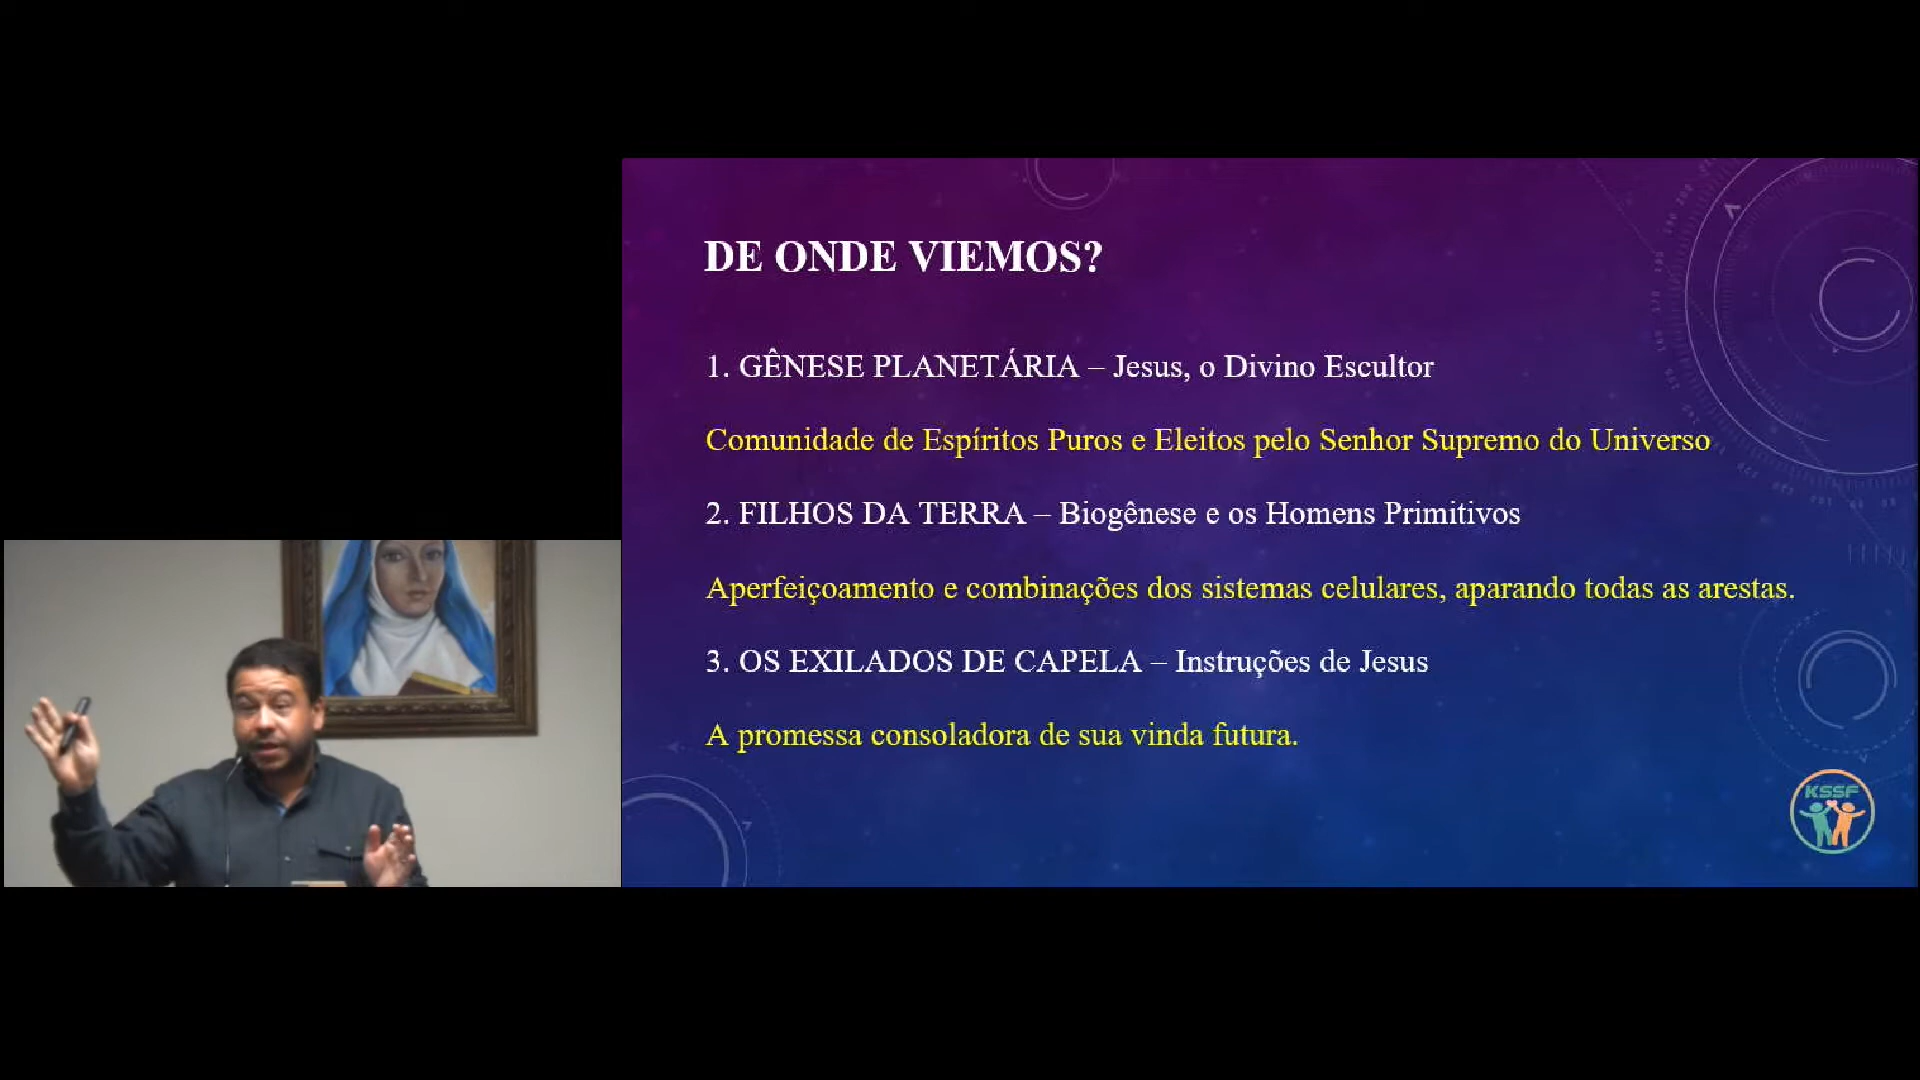 DE ONDE VIEMOS?
1. GÊNESE PLANETÁRIA – Jesus, o Divino Escultor
Comunidade de Espíritos Puros e Eleitos pelo Senhor Supremo do Universo
2. FILHOS DA TERRA – Biogênese e os Homens Primitivos
Aperfeiçoamento e combinações dos sistemas celulares, aparando todas as arestas.
3. OS EXILADOS DE CAPELA – Instruções de Jesus
A promessa consoladora de sua vinda futura.
KSSF